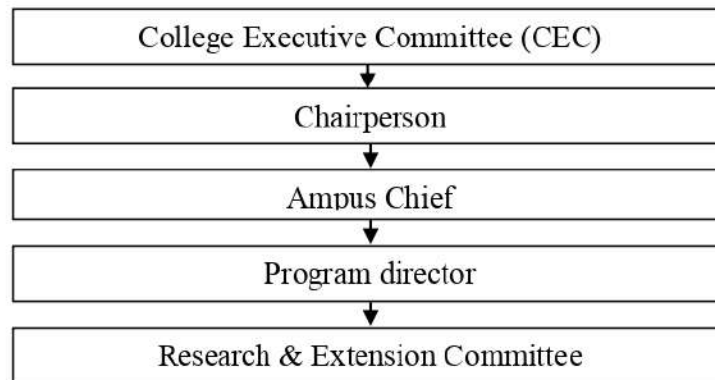 College Executive Committee (CEC)
Chairperson
Ampus Chief
Program director
Research & Extension Committee